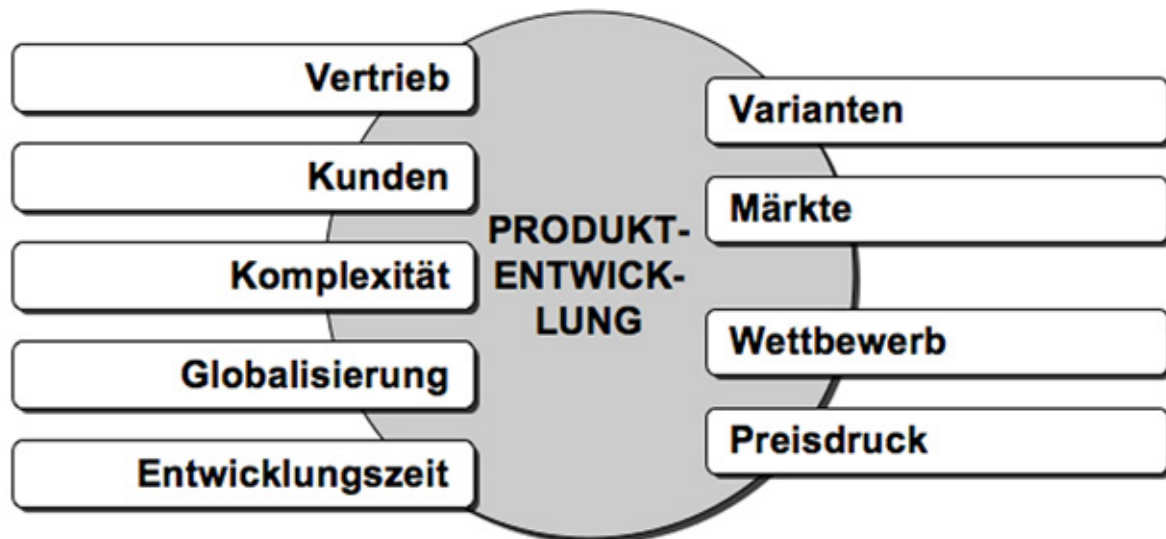 Vertrieb
Kunden
Komplexität
Globalisierung
Entwicklungszeit
PRODUKT-
ENTWICK-
LUNG
Varianten
Märkte
Wettbewerb
Preisdruck